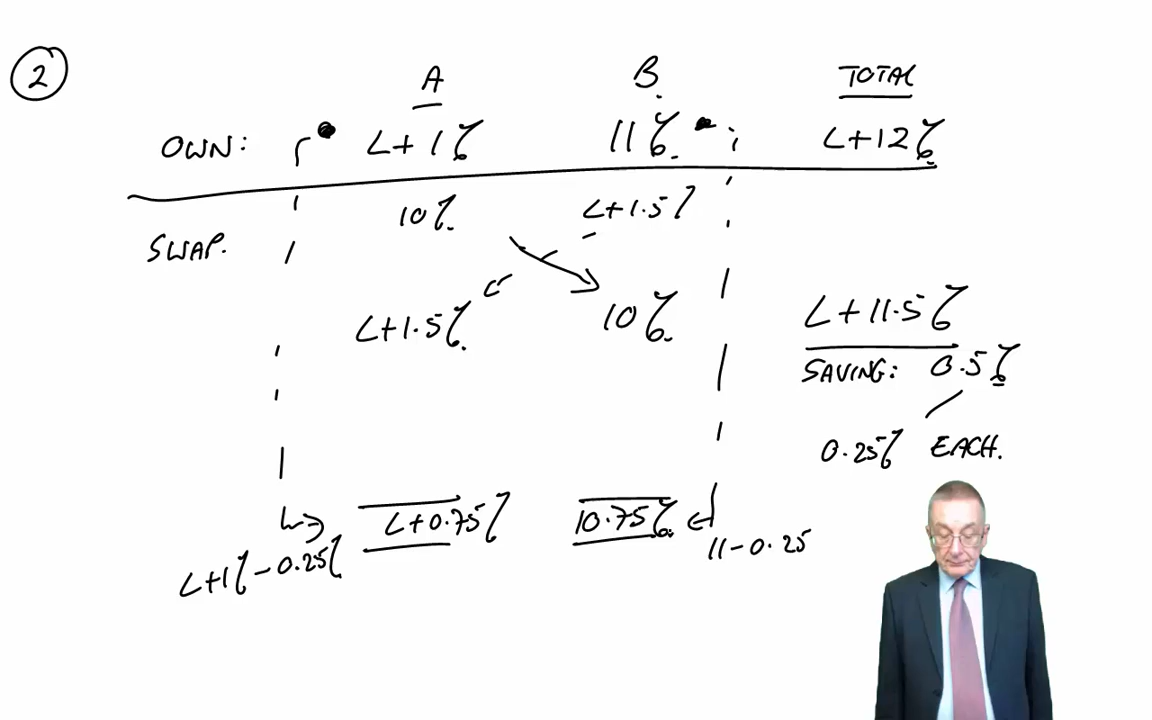 2
A B TOTAL
OWN: L+1% 11% L+12%
10% L+1.5%
SWAP.
L+1.5% 10% L+11.5%
SAVING: 0.5%
0.25% EACH.
L+0.75% 10.75%
L+1%-0.25% 11-0.25